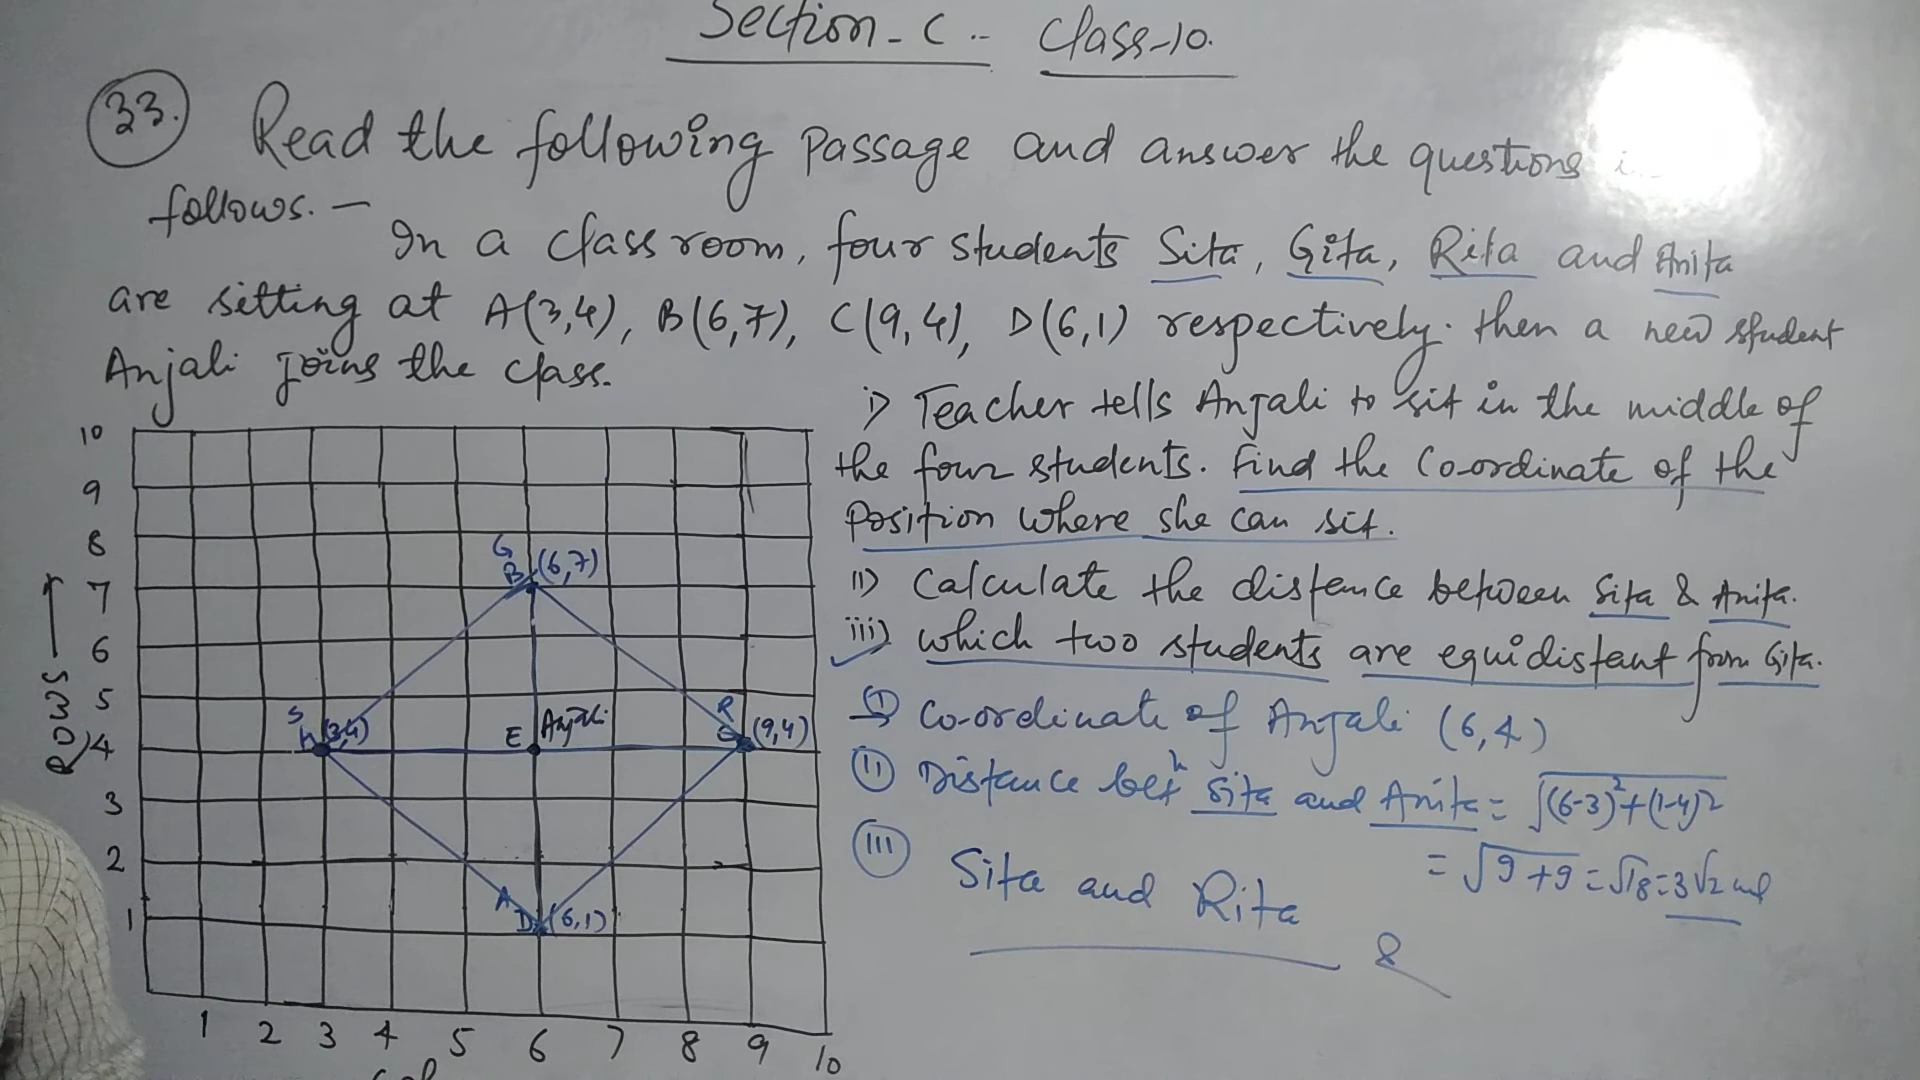 Section-C .. Class-10.
33. Read the following passage and answer the questions
follows. —
In a classroom, four students Sita, Gita, Rita and Anita
are sitting at A(3,4), B(6,7), C(9,4), D(6,1) respectively. then a new student
Anjali joins the class.
i) Teacher tells Anjali to sit in the middle of
the four students. Find the Co-ordinate of the
Position where she can sit.
ii) Calculate the distance between Sita & Anita.
iii) which two students are equidistant from Gita.
(i) Co-ordinate of Anjali (6,4)
(ii) Distance betn Sita and Anita = √(6-3)²+(1-4)²
= √9+9 = √18 = 3√2 unit
(iii) Sita and Rita
&
10
9
8
7
6
5
4
3
2
1
Rows →
G
B (6,7)
S
A (3,4)
E Anjali
R
C (9,4)
A
D (6,1)
1 2 3 4 5 6 7 8 9 10